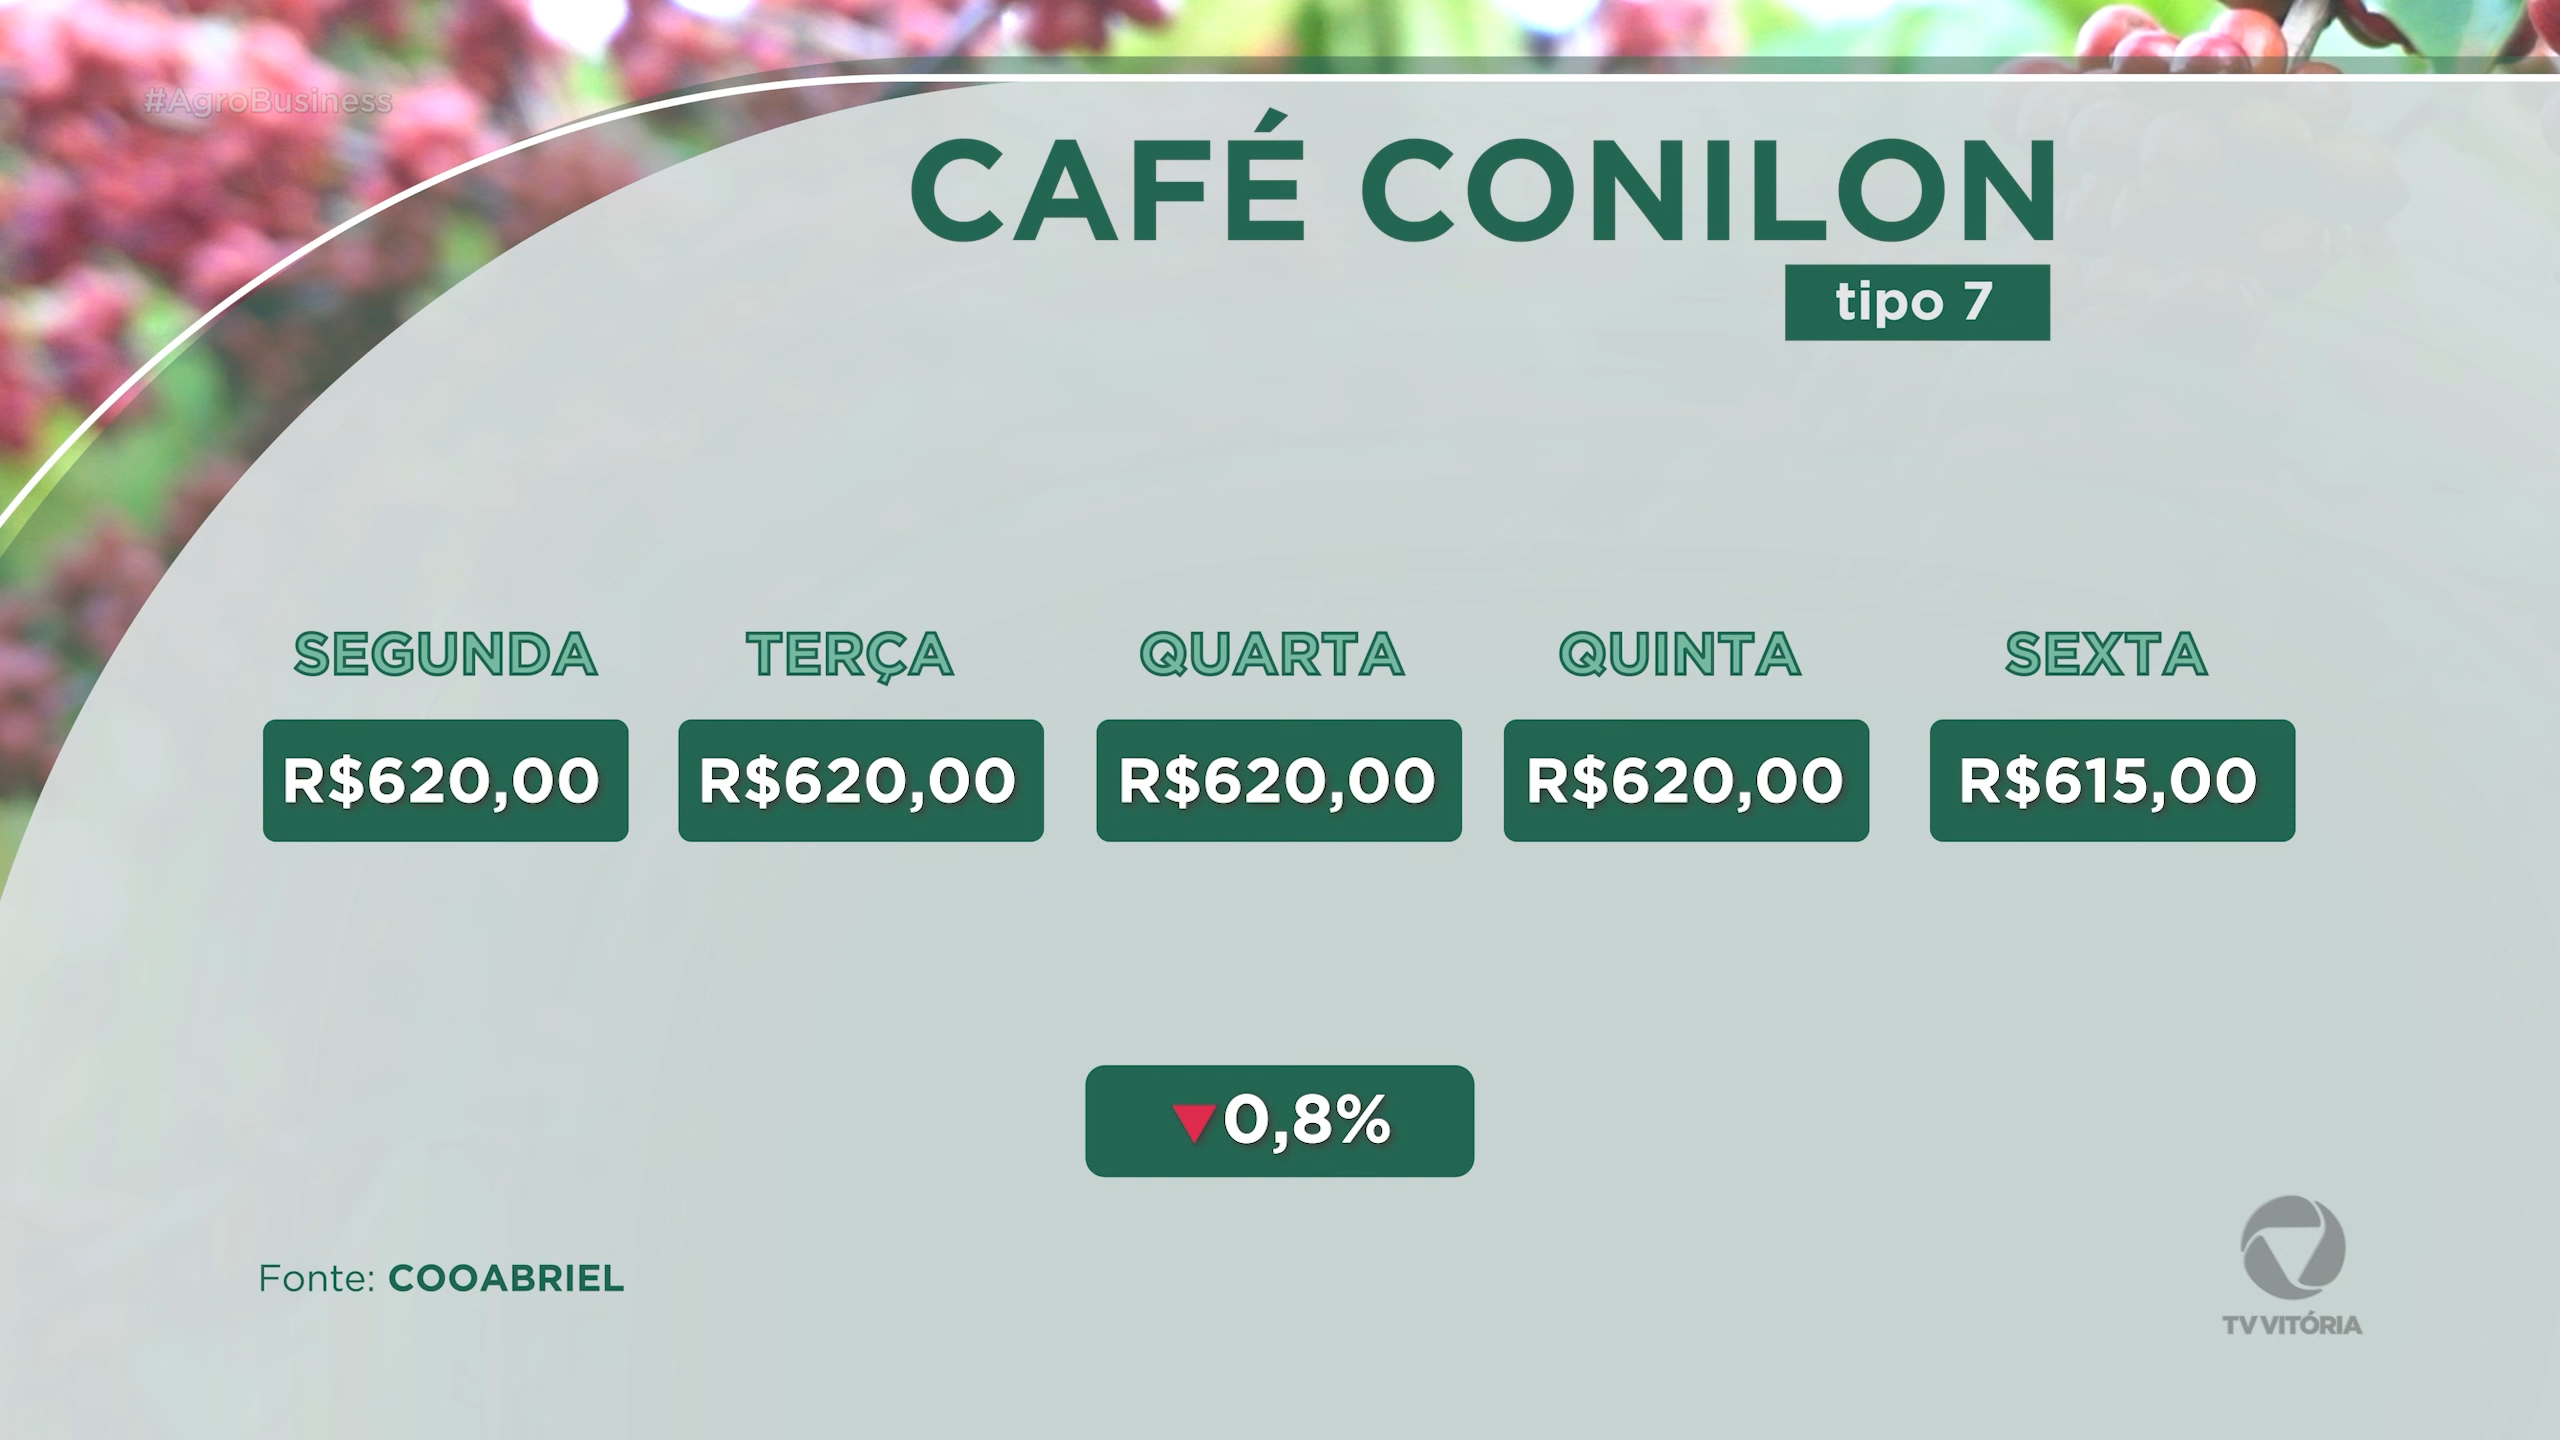 #AgroBusiness
CAFÉ CONILON
tipo 7
SEGUNDA TERÇA QUARTA QUINTA SEXTA
R$620,00 R$620,00 R$620,00 R$620,00 R$615,00
0,8%
Fonte: COOABRIEL
TV VITÓRIA